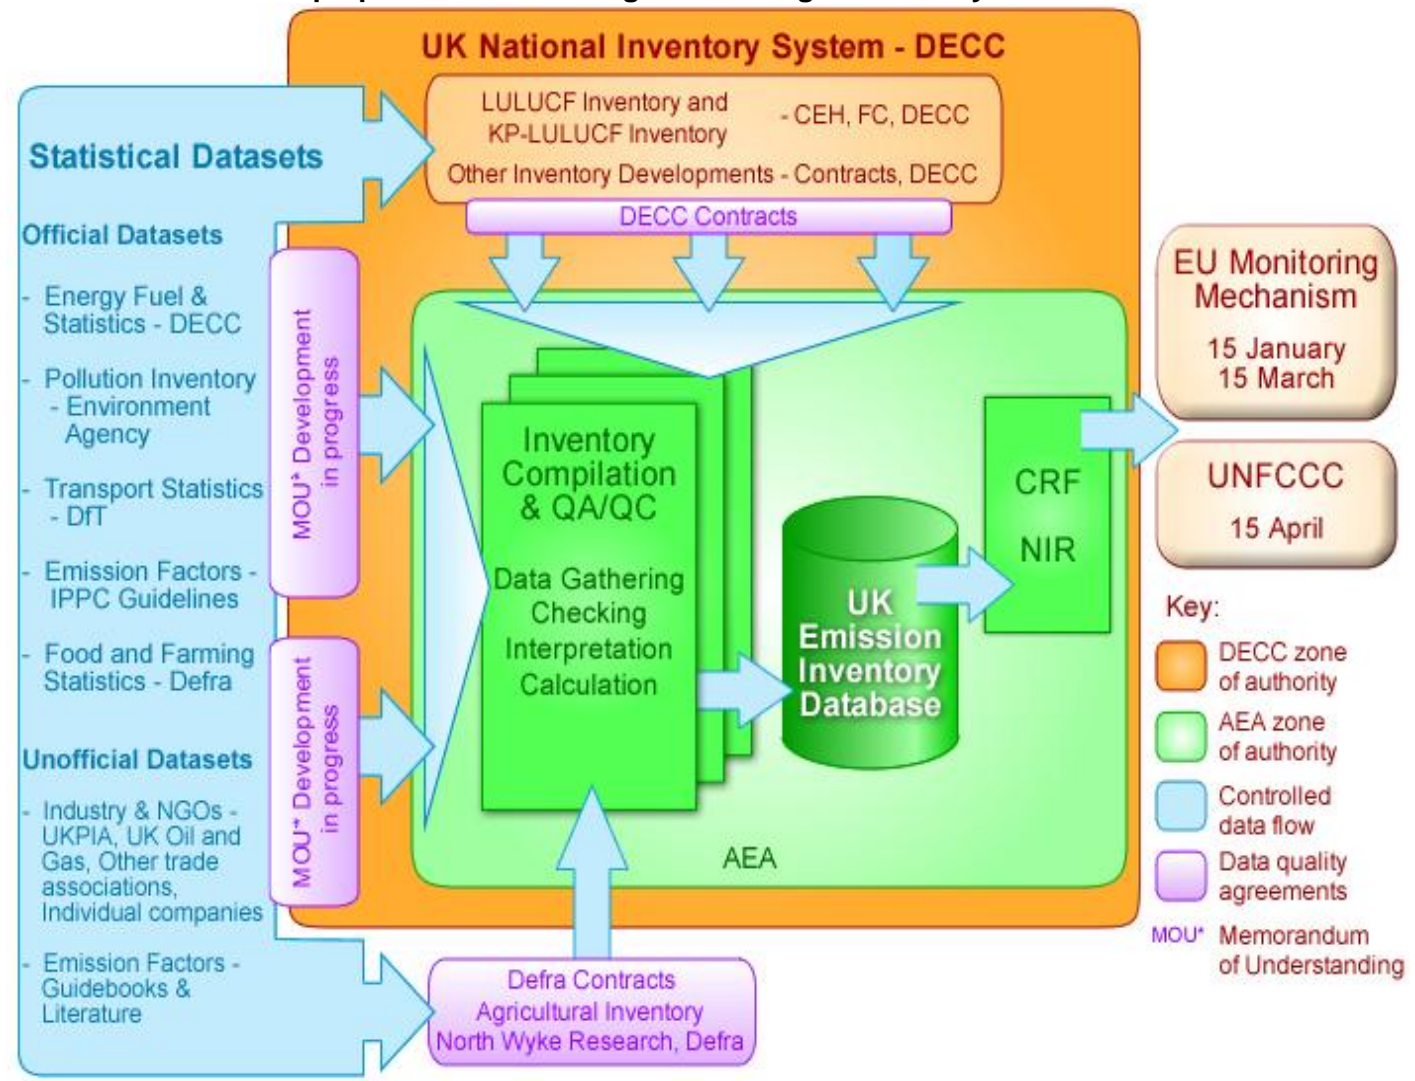 UK National Inventory System - DECC
LULUCF Inventory and
KP-LULUCF Inventory
- CEH, FC, DECC
Other Inventory Developments - Contracts, DECC
DECC Contracts
Statistical Datasets
Official Datasets
- Energy Fuel &
Statistics - DECC
- Pollution Inventory
- Environment
Agency
- Transport Statistics
- DfT
- Emission Factors -
IPPC Guidelines
- Food and Farming
Statistics - Defra
Unofficial Datasets
- Industry & NGOs -
UKPIA, UK Oil and
Gas, Other trade
associations,
Individual companies
- Emission Factors -
Guidebooks &
Literature
MOU* Development
in progress
MOU* Development
in progress
Inventory
Compilation
& QA/QC
Data Gathering
Checking
Interpretation
Calculation
UK
Emission
Inventory
Database
CRF
NIR
AEA
Defra Contracts
Agricultural Inventory
North Wyke Research, Defra
EU Monitoring
Mechanism
15 January
15 March
UNFCCC
15 April
Key:
DECC zone
of authority
AEA zone
of authority
Controlled
data flow
Data quality
agreements
MOU* Memorandum
of Understanding